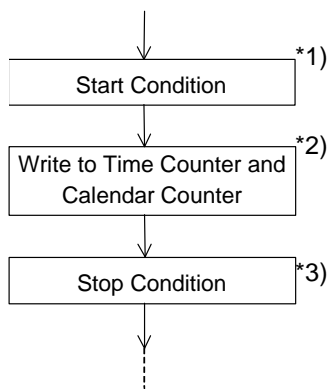 *1)
Start Condition
*2)
Write to Time Counter and
Calendar Counter
*3)
Stop Condition